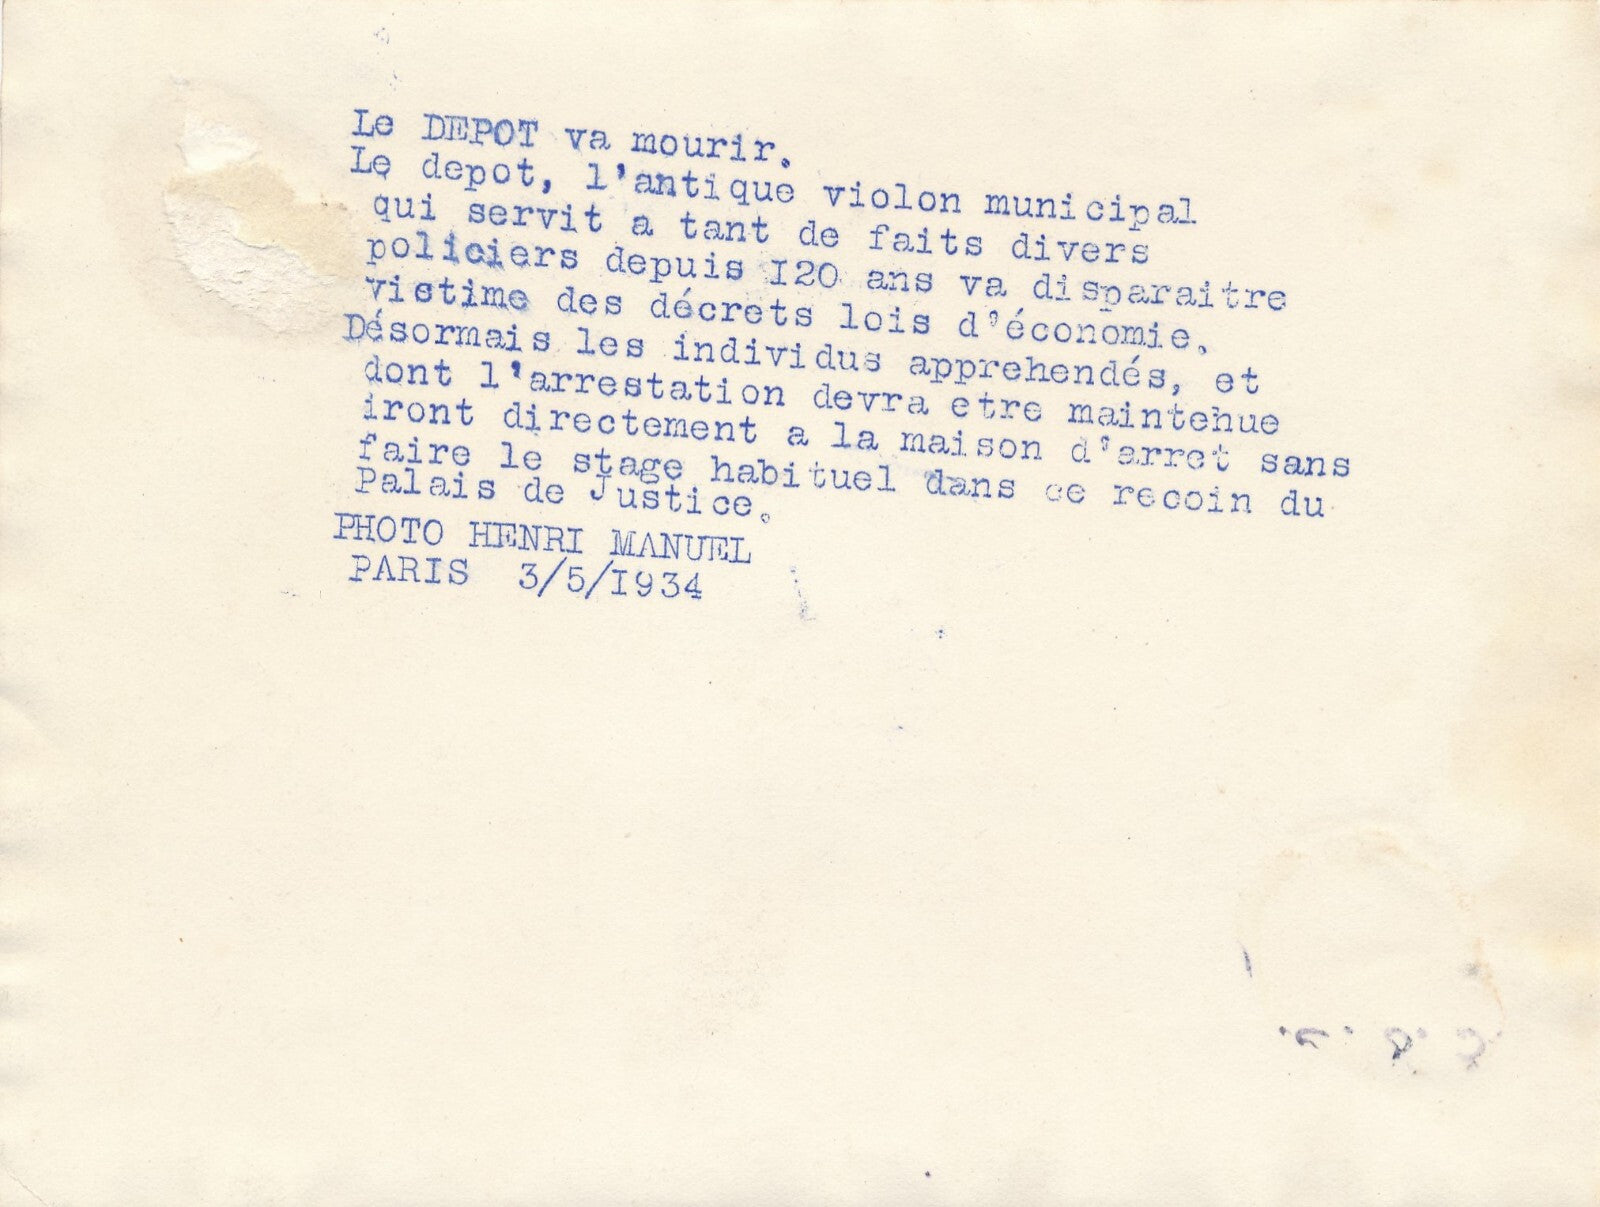 Le DEPOT va mourir.
Le depot, l'antique violon municipal
qui servit a tant de faits divers
policiers depuis I20 ans va disparaitre
victime des décrets lois d'économie.
Désormais les individus apprehendés, et
dont l'arrestation devra etre maintehue
iront directement a la maison d'arret sans
faire le stage habituel dans ce recoin du
Palais de Justice.
PHOTO HENRI MANUEL
PARIS 3/5/I934